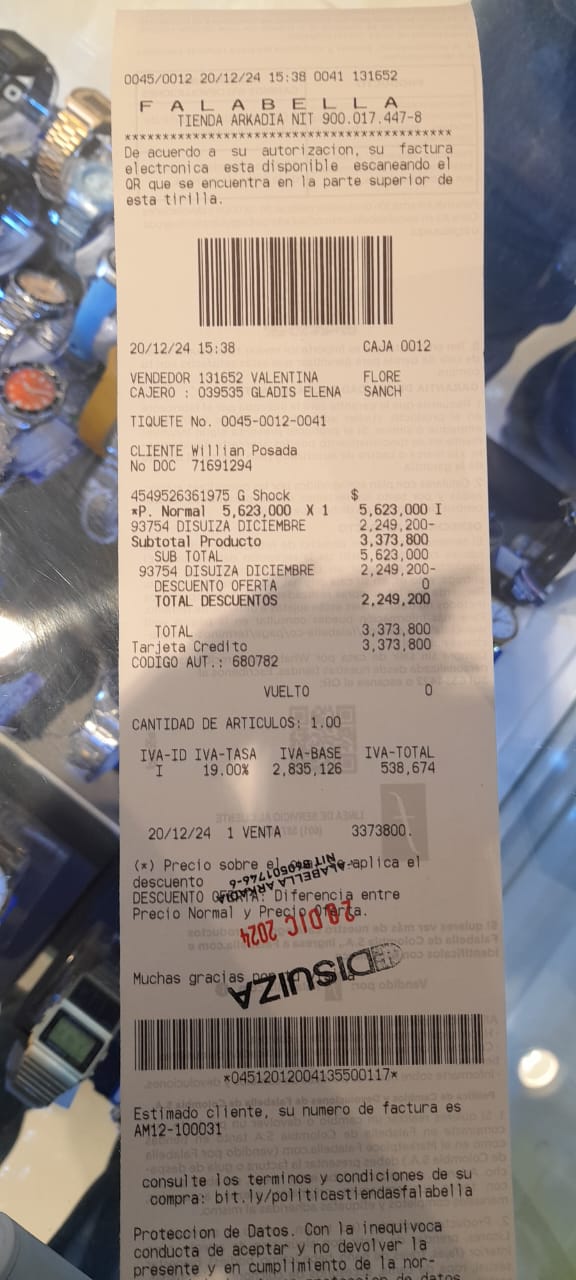 0045/0012 20/12/24 15:38 0041 131652
F A L A B E L L A
TIENDA ARKADIA NIT 900.017.447-8
******************************************
De acuerdo a su autorizacion, su factura
electronica esta disponible escaneando el
QR que se encuentra en la parte superior de
esta tirilla.
20/12/24 15:38 CAJA 0012
VENDEDOR 131652 VALENTINA FLORE
CAJERO : 039535 GLADIS ELENA SANCH
TIQUETE No. 0045-0012-0041
CLIENTE Willian Posada
No DOC 71691294
4549526361975 G Shock $
*P. Normal 5,623,000 X 1 5,623,000 I
93754 DISUIZA DICIEMBRE 2,249,200-
Subtotal Producto 3,373,800
SUB TOTAL 5,623,000
93754 DISUIZA DICIEMBRE 2,249,200-
DESCUENTO OFERTA 0
TOTAL DESCUENTOS 2,249,200
TOTAL 3,373,800
Tarjeta Credito 3,373,800
CODIGO AUT.: 680782
VUELTO 0
CANTIDAD DE ARTICULOS: 1.00
IVA-ID IVA-TASA IVA-BASE IVA-TOTAL
I 19.00% 2,835,126 538,674
20/12/24 1 VENTA 3373800.
(*) Precio sobre el aplica el
descuento
DESCUENTO OFERTA: Diferencia entre
Precio Normal y Precio Oferta.
FALABELLA ARKADIA
20 DIC 2024
DISUIZA
Muchas gracias
*04512012004135500117*
Estimado cliente, su numero de factura es
AM12-100031
consulte los terminos y condiciones de su
compra: bit.ly/politicastiendasfalabella
Proteccion de Datos. Con la inequivoca
conducta de aceptar y no devolver la
presente y en cumplimiento de la nor-